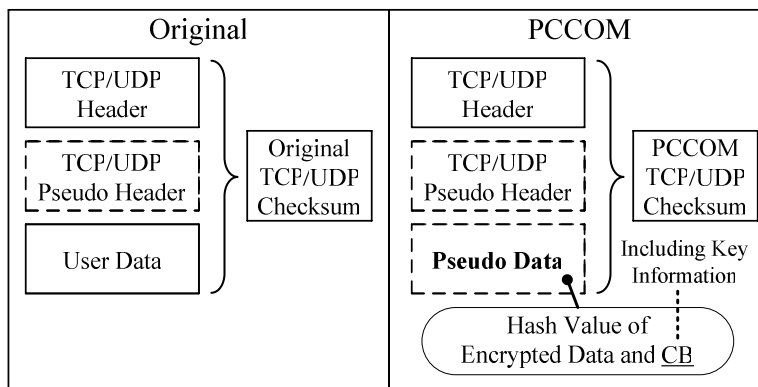 Original
TCP/UDP
Header
TCP/UDP
Pseudo Header
User Data
Original
TCP/UDP
Checksum
PCCOM
TCP/UDP
Header
TCP/UDP
Pseudo Header
Pseudo Data
PCCOM
TCP/UDP
Checksum
Including Key
Information
Hash Value of
Encrypted Data and CB